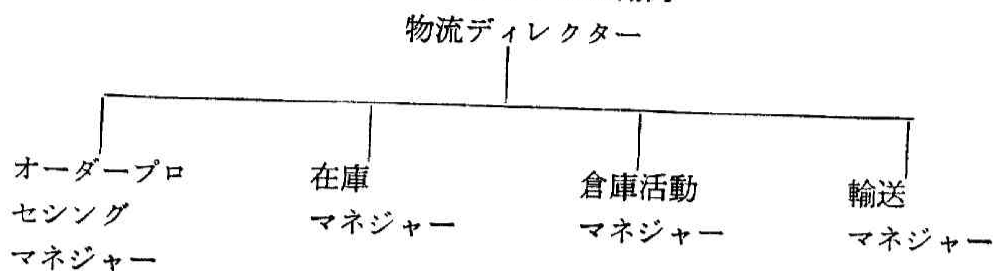 物流ディレクター
オーダープロ
セシング
マネジャー
在庫
マネジャー
倉庫活動
マネジャー
輸送
マネジャー